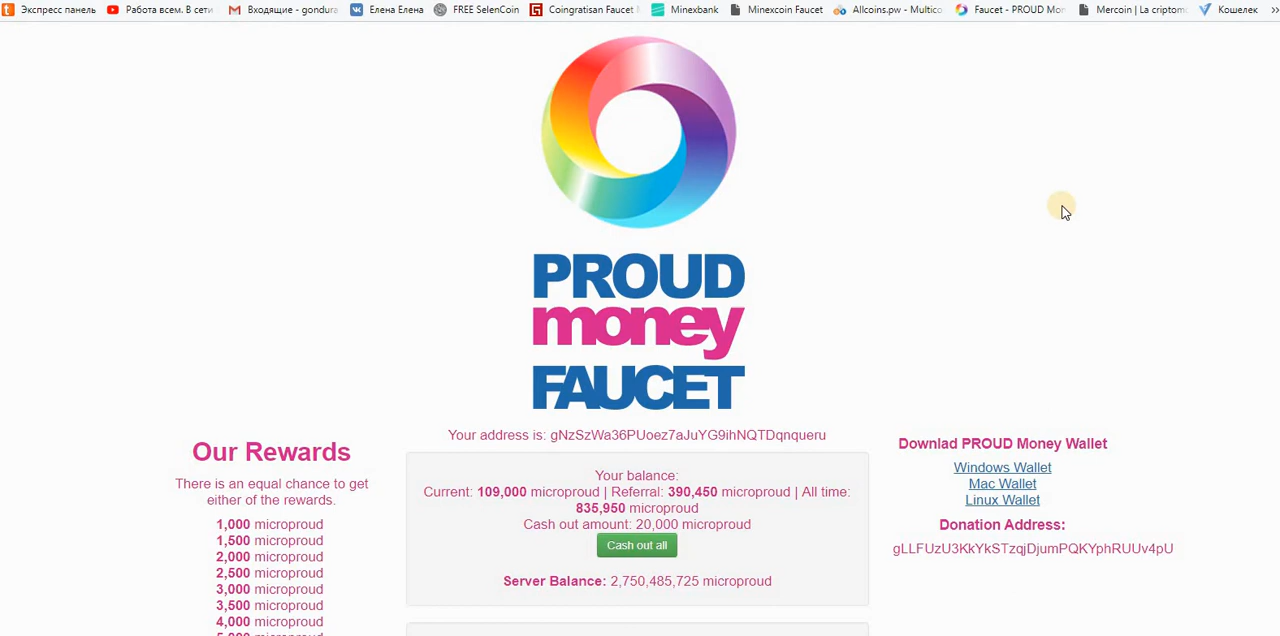 Экспресс панель
Работа всем. В сети
Входящие - gondura
Елена Елена
FREE SelenCoin
Coingratisan Faucet
Minexbank
Minexcoin Faucet
Allcoins.pw - Multico
Faucet - PROUD Mon
Mercoin | La criptom
Кошелек
»
PROUD
money
FAUCET
Your address is: gNzSzWa36PUoez7aJuYG9ihNQTDqnqueru
Our Rewards
There is an equal chance to get
either of the rewards.
1,000 microproud
1,500 microproud
2,000 microproud
2,500 microproud
3,000 microproud
3,500 microproud
4,000 microproud
Your balance:
Current: 109,000 microproud | Referral: 390,450 microproud | All time:
835,950 microproud
Cash out amount: 20,000 microproud
Cash out all
Server Balance: 2,750,485,725 microproud
Downlad PROUD Money Wallet
Windows Wallet
Mac Wallet
Linux Wallet
Donation Address:
gLLFUzU3KkYkSTzqjDjumPQKYphRUUv4pU